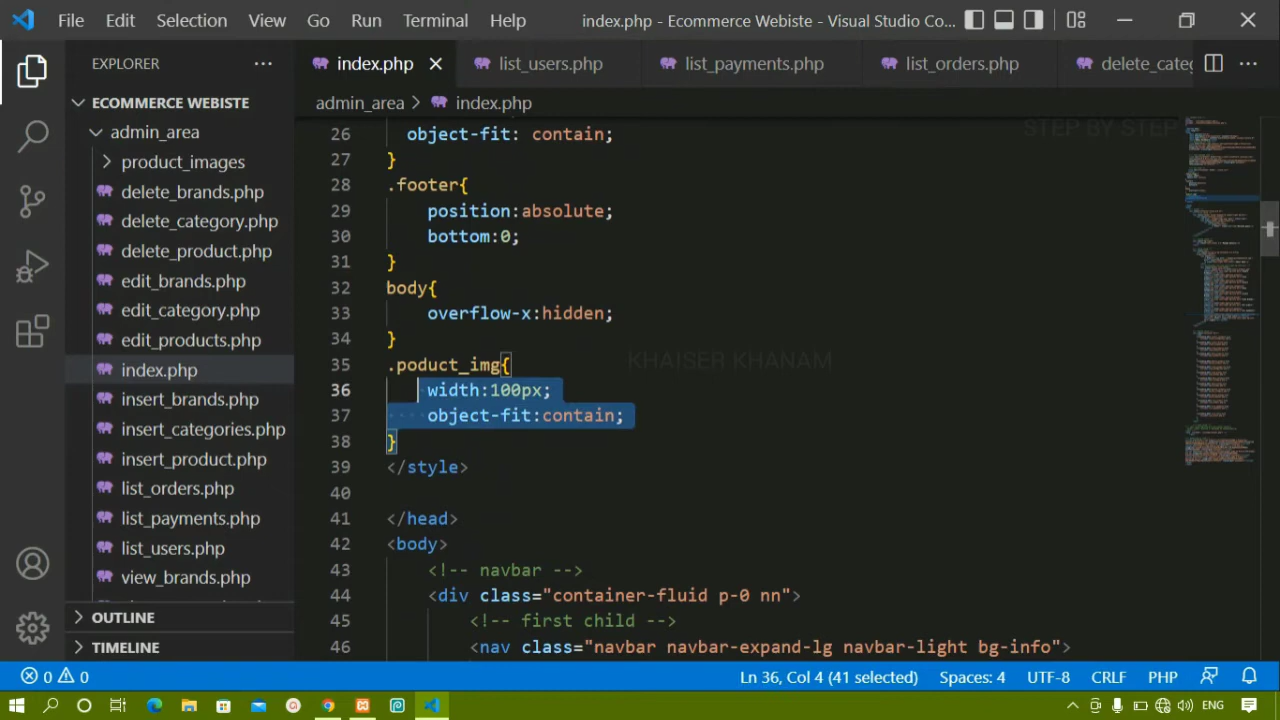 File Edit Selection View Go Run Terminal Help index.php - Ecommerce Webiste - Visual Studio Co...
EXPLORER ...
index.php list_users.php list_payments.php list_orders.php delete_categ ...
ECOMMERCE WEBISTE
admin_area > index.php
admin_area
product_images
delete_brands.php
delete_category.php
delete_product.php
edit_brands.php
edit_category.php
edit_products.php
index.php
insert_brands.php
insert_categories.php
insert_product.php
list_orders.php
list_payments.php
list_users.php
view_brands.php
OUTLINE
TIMELINE
STEP BY STEP
26 object-fit: contain;
27 }
28 .footer{
29 position:absolute;
30 bottom:0;
31 }
32 body{
33 overflow-x:hidden;
34 }
35 .poduct_img{
KHAISER KHANAM
36 width:100px;
37 object-fit:contain;
38 }
39 </style>
40
41 </head>
42 <body>
43 <!-- navbar -->
44 <div class="container-fluid p-0 nn">
45 <!-- first child -->
46 <nav class="navbar navbar-expand-lg navbar-light bg-info">
0 0 Ln 36, Col 4 (41 selected) Spaces: 4 UTF-8 CRLF PHP
ENG